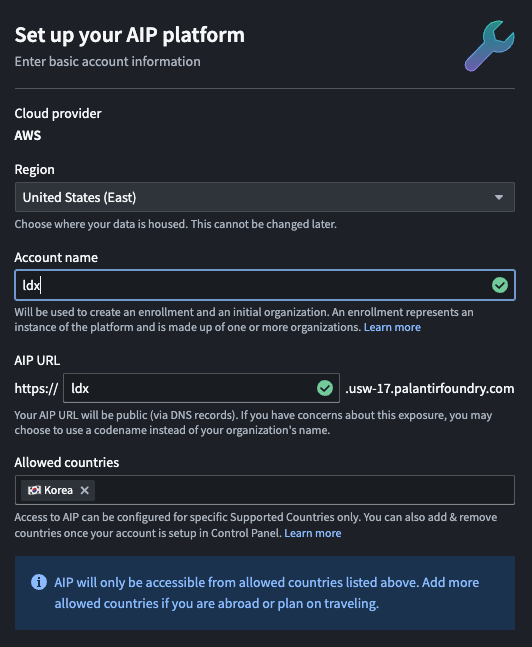 Set up your AIP platform
Enter basic account information
Cloud provider
AWS
Region
United States (East)
Choose where your data is housed. This cannot be changed later.
Account name
ldx
Will be used to create an enrollment and an initial organization. An enrollment represents an
instance of the platform and is made up of one or more organizations. Learn more
AIP URL
https:// ldx .usw-17.palantirfoundry.com
Your AIP URL will be public (via DNS records). If you have concerns about this exposure, you may
choose to use a codename instead of your organization's name.
Allowed countries
Korea
Access to AIP can be configured for specific Supported Countries only. You can also add & remove
countries once your account is setup in Control Panel. Learn more
AIP will only be accessible from allowed countries listed above. Add more
allowed countries if you are abroad or plan on traveling.